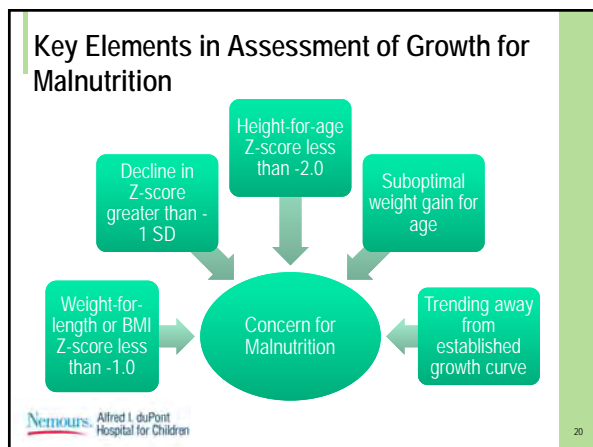 Key Elements in Assessment of Growth for
Malnutrition
Weight-for-
length or BMI
Z-score less
than -1.0
Decline in
Z-score
greater than -
1 SD
Height-for-age
Z-score less
than -2.0
Suboptimal
weight gain for
age
Trending away
from
established
growth curve
Concern for
Malnutrition
Nemours. Alfred I. duPont
Hospital for Children
20